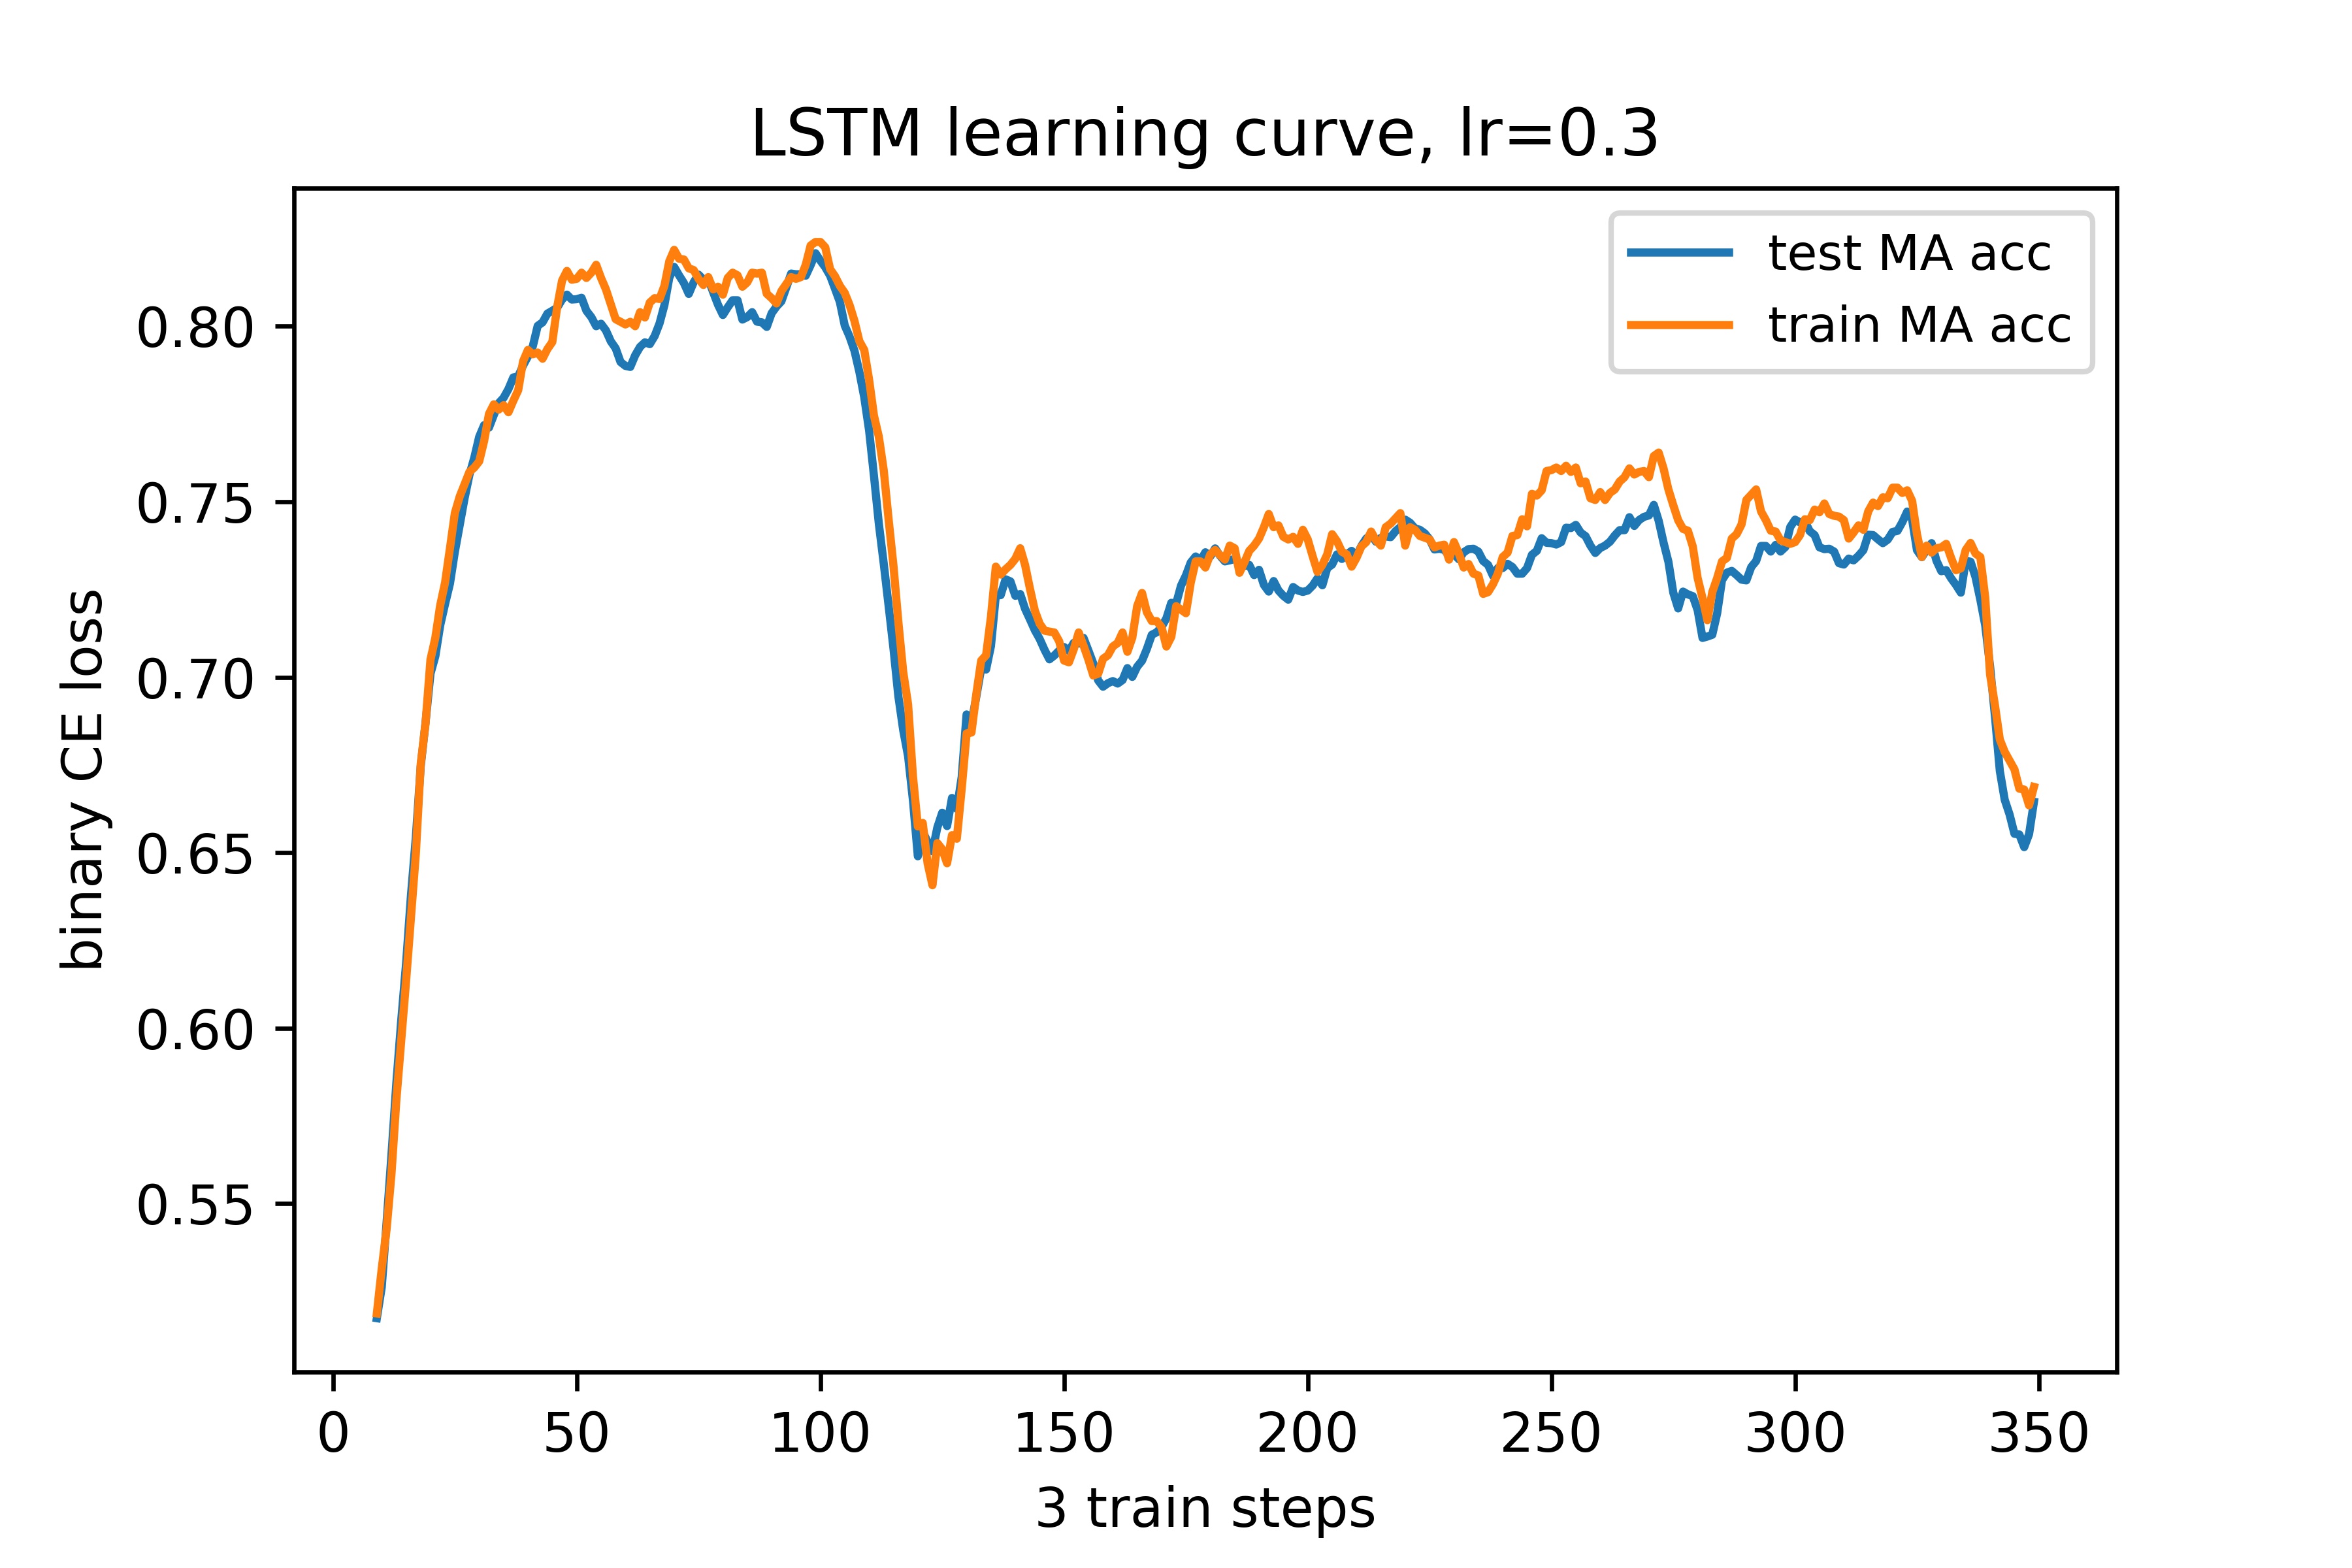 LSTM learning curve, lr=0.3
test MA acc
train MA acc
binary CE loss
0.80
0.75
0.70
0.65
0.60
0.55
0 50 100 150 200 250 300 350
3 train steps